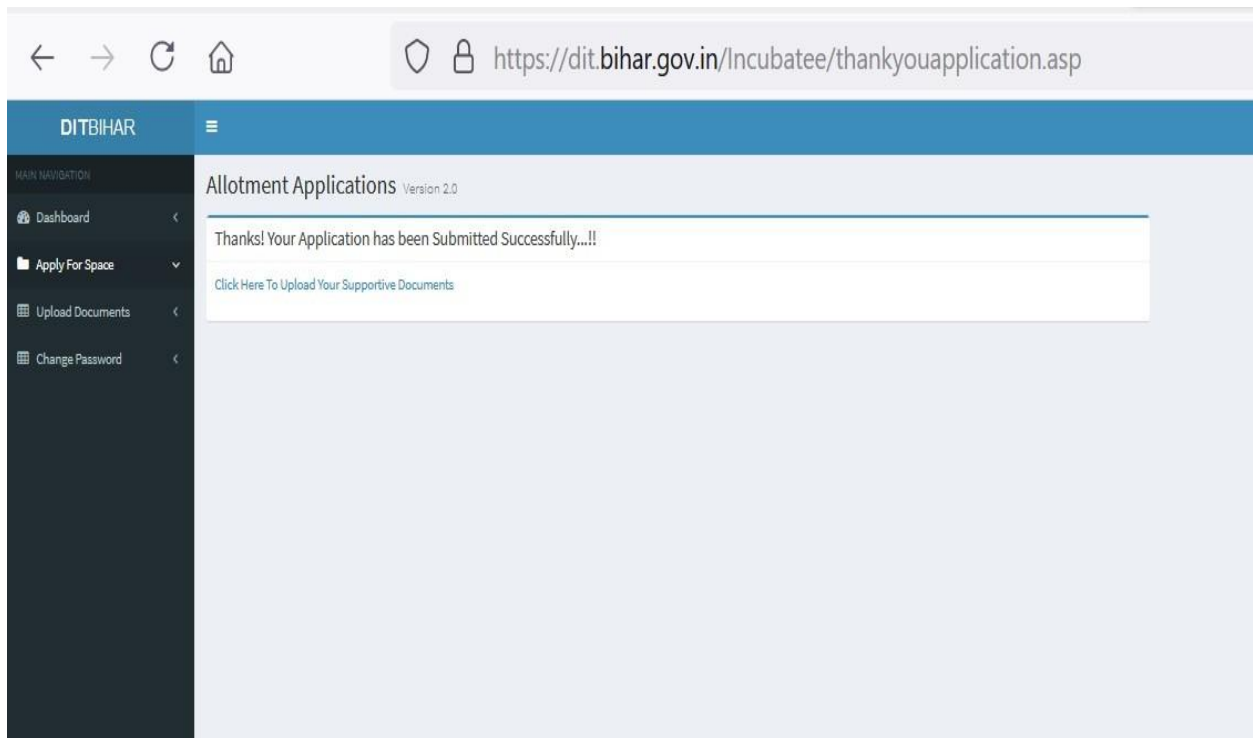 https://dit.bihar.gov.in/Incubatee/thankyouapplication.asp
DITBIHAR
MAIN NAVIGATION
Dashboard
Apply For Space
Upload Documents
Change Password
Allotment Applications Version 2.0
Thanks! Your Application has been Submitted Successfully...!!
Click Here To Upload Your Supportive Documents